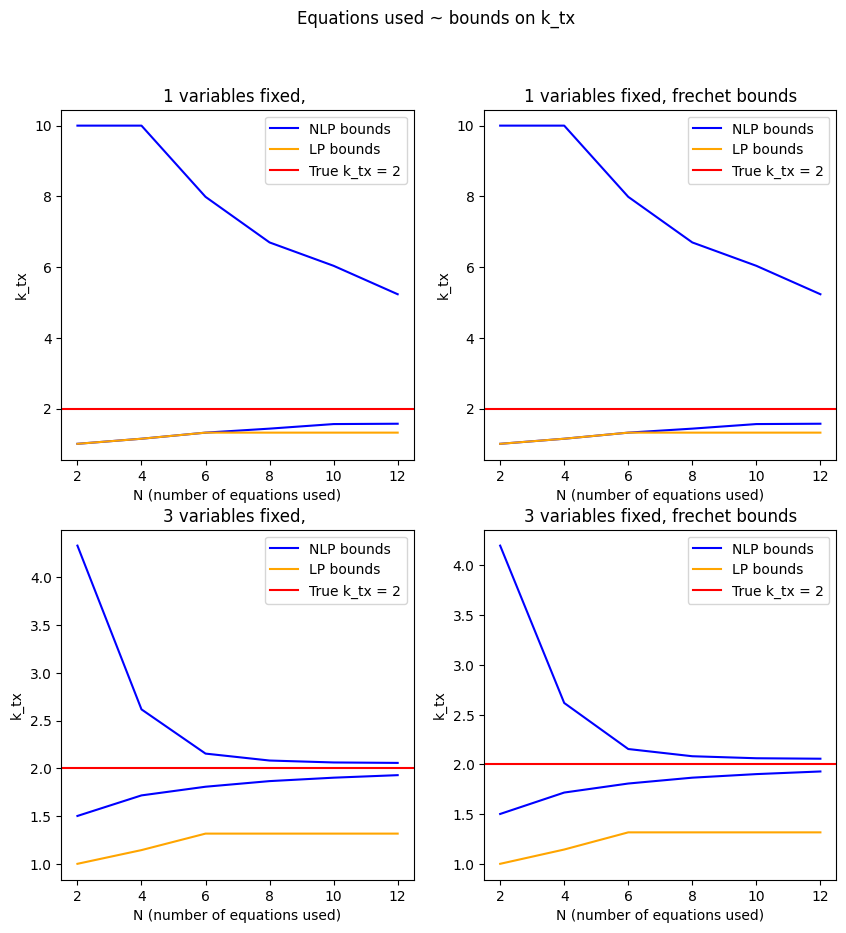 Equations used ~ bounds on k_tx
1 variables fixed,
k_tx
10
8
6
4
2
NLP bounds
LP bounds
True k_tx = 2
2 4 6 8 10 12
N (number of equations used)
1 variables fixed, frechet bounds
k_tx
10
8
6
4
2
NLP bounds
LP bounds
True k_tx = 2
2 4 6 8 10 12
N (number of equations used)
3 variables fixed,
k_tx
4.0
3.5
3.0
2.5
2.0
1.5
1.0
NLP bounds
LP bounds
True k_tx = 2
2 4 6 8 10 12
N (number of equations used)
3 variables fixed, frechet bounds
k_tx
4.0
3.5
3.0
2.5
2.0
1.5
1.0
NLP bounds
LP bounds
True k_tx = 2
2 4 6 8 10 12
N (number of equations used)